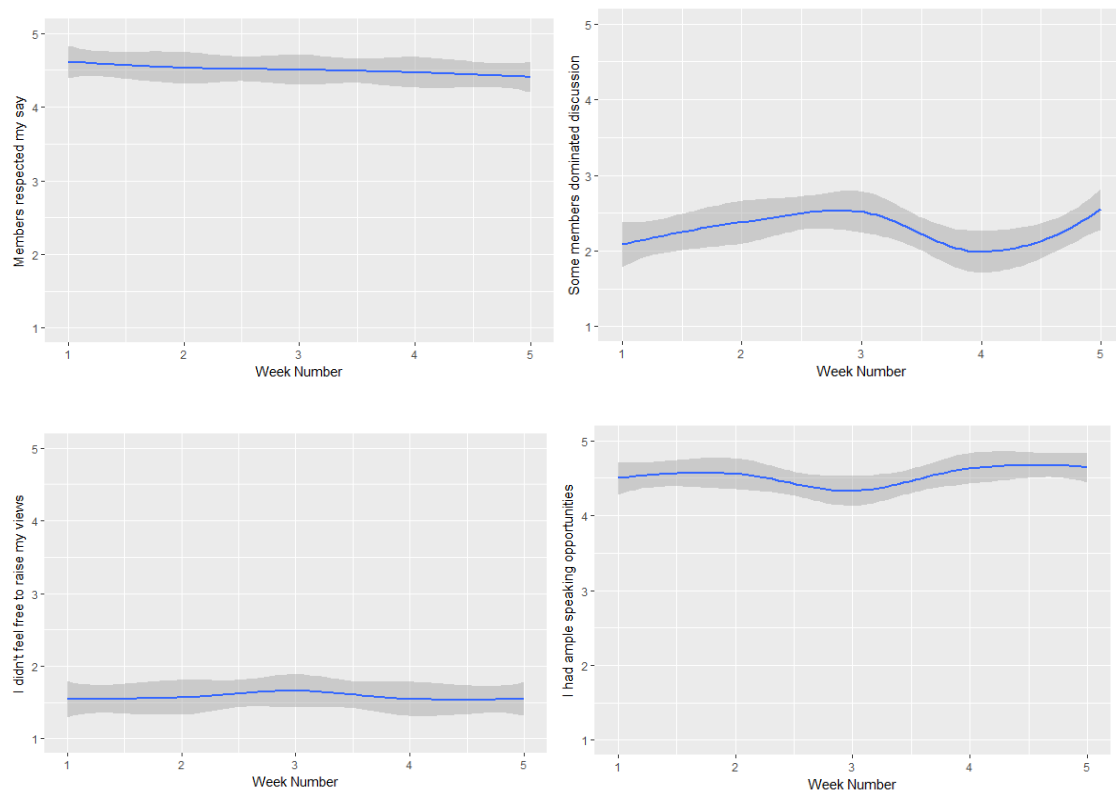 Members respected my say
5
4
3
2
1
1 2 3 4 5
Week Number
Some members dominated discussion
5
4
3
2
1
1 2 3 4 5
Week Number
I didn't feel free to raise my views
5
4
3
2
1
1 2 3 4 5
Week Number
I had ample speaking opportunities
5
4
3
2
1
1 2 3 4 5
Week Number